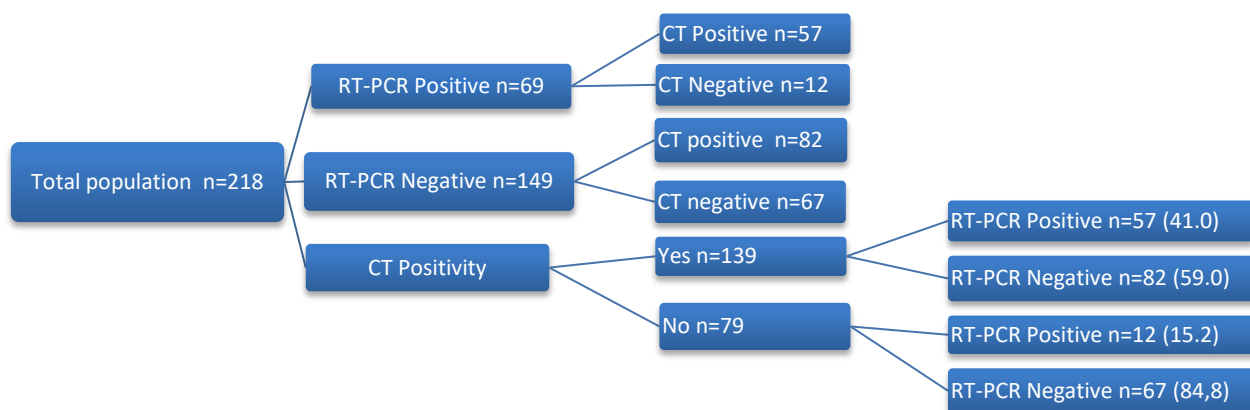 Total population  n=218
RT-PCR Positive n=69
CT Positive n=57
CT Negative n=12
RT-PCR Negative n=149
CT positive  n=82
CT negative n=67
CT Positivity
Yes n=139
RT-PCR Positive n=57 (41.0)
RT-PCR Negative n=82 (59.0)
No n=79
RT-PCR Positive n=12 (15.2)
RT-PCR Negative n=67 (84,8)